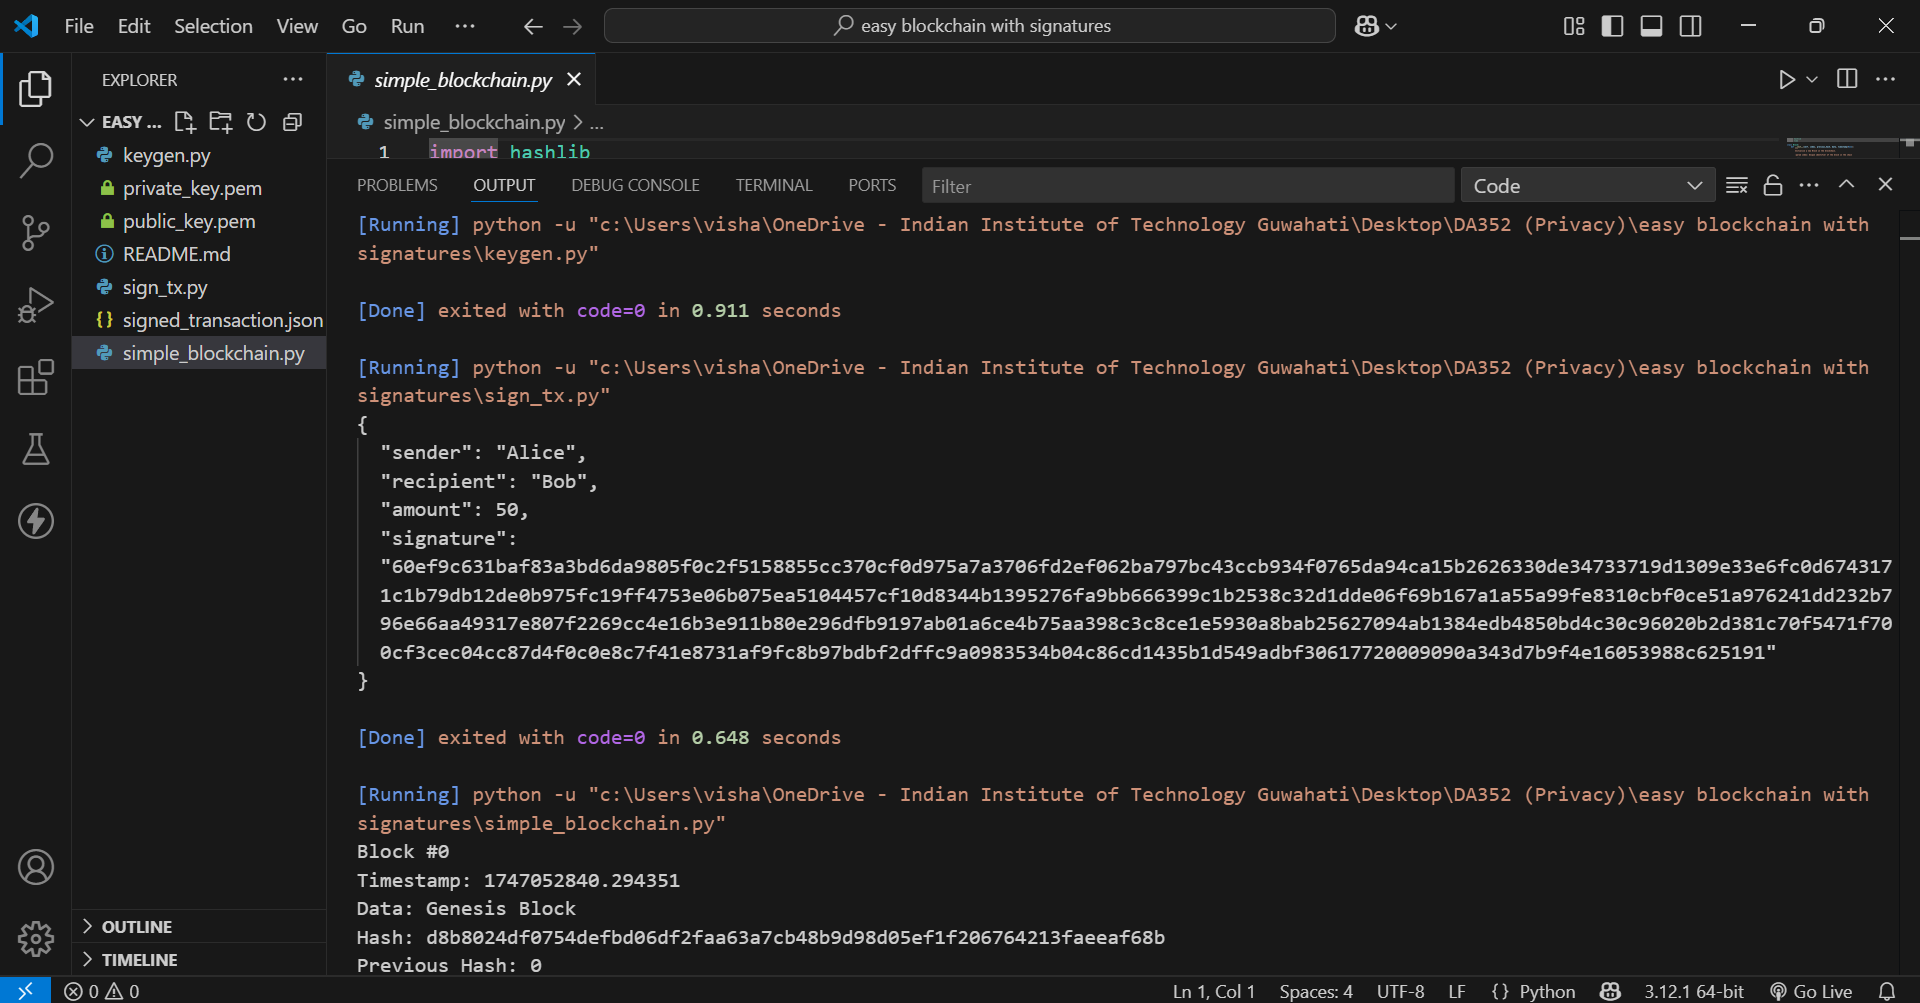 File Edit Selection View Go Run ... easy blockchain with signatures
EXPLORER
EASY ...
keygen.py
private_key.pem
public_key.pem
README.md
sign_tx.py
signed_transaction.json
simple_blockchain.py
OUTLINE
TIMELINE
simple_blockchain.py
simple_blockchain.py > ...
1 import hashlib
PROBLEMS OUTPUT DEBUG CONSOLE TERMINAL PORTS Filter Code
[Running] python -u "c:\Users\visha\OneDrive - Indian Institute of Technology Guwahati\Desktop\DA352 (Privacy)\easy blockchain with
signatures\keygen.py"
[Done] exited with code=0 in 0.911 seconds
[Running] python -u "c:\Users\visha\OneDrive - Indian Institute of Technology Guwahati\Desktop\DA352 (Privacy)\easy blockchain with
signatures\sign_tx.py"
{
"sender": "Alice",
"recipient": "Bob",
"amount": 50,
"signature":
"60ef9c631baf83a3bd6da9805f0c2f5158855cc370cf0d975a7a3706fd2ef062ba797bc43ccb934f0765da94ca15b2626330de34733719d1309e33e6fc0d674317
1c1b79db12de0b975fc19ff4753e06b075ea5104457cf10d8344b1395276fa9bb666399c1b2538c32d1dde06f69b167a1a55a99fe8310cbf0ce51a976241dd232b7
96e66aa49317e807f2269cc4e16b3e911b80e296dfb9197ab01a6ce4b75aa398c3c8ce1e5930a8bab25627094ab1384edb4850bd4c30c96020b2d381c70f5471f70
0cf3cec04cc87d4f0c0e8c7f41e8731af9fc8b97bdbf2dffc9a0983534b04c86cd1435b1d549adbf30617720009090a343d7b9f4e16053988c625191"
}
[Done] exited with code=0 in 0.648 seconds
[Running] python -u "c:\Users\visha\OneDrive - Indian Institute of Technology Guwahati\Desktop\DA352 (Privacy)\easy blockchain with
signatures\simple_blockchain.py"
Block #0
Timestamp: 1747052840.294351
Data: Genesis Block
Hash: d8b8024df0754defbd06df2faa63a7cb48b9d98d05ef1f206764213faeeaf68b
Previous Hash: 0
0 0 Ln 1, Col 1 Spaces: 4 UTF-8 LF {} Python 3.12.1 64-bit Go Live